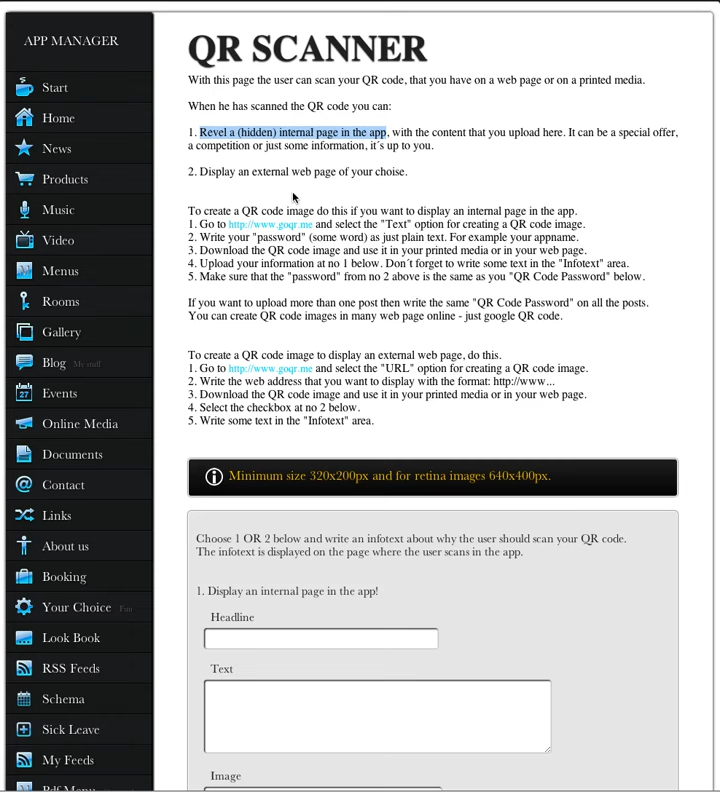 APP MANAGER
Start
Home
News
Products
Music
Video
Menus
Rooms
Gallery
Blog My stuff
Events
27
Online Media
Documents
Contact
Links
About us
Booking
Your Choice Fun
Look Book
RSS Feeds
Schema
Sick Leave
My Feeds
Pdf Menu
QR SCANNER
With this page the user can scan your QR code, that you have on a web page or on a printed media.
When he has scanned the QR code you can:
1. Revel a (hidden) internal page in the app, with the content that you upload here. It can be a special offer,
a competition or just some information, it´s up to you.
2. Display an external web page of your choise.
To create a QR code image do this if you want to display an internal page in the app.
1. Go to http://www.goqr.me and select the "Text" option for creating a QR code image.
2. Write your "password" (some word) as just plain text. For example your appname.
3. Download the QR code image and use it in your printed media or in your web page.
4. Upload your information at no 1 below. Don´t forget to write some text in the "Infotext" area.
5. Make sure that the "password" from no 2 above is the same as you "QR Code Password" below.
If you want to upload more than one post then write the same "QR Code Password" on all the posts.
You can create QR code images in many web page online - just google QR code.
To create a QR code image to display an external web page, do this.
1. Go to http://www.goqr.me and select the "URL" option for creating a QR code image.
2. Write the web address that you want to display with the format: http://www...
3. Download the QR code image and use it in your printed media or in your web page.
4. Select the checkbox at no 2 below.
5. Write some text in the "Infotext" area.
Minimum size 320x200px and for retina images 640x400px.
Choose 1 OR 2 below and write an infotext about why the user should scan your QR code.
The infotext is displayed on the page where the user scans in the app.
1. Display an internal page in the app!
Headline
Text
Image